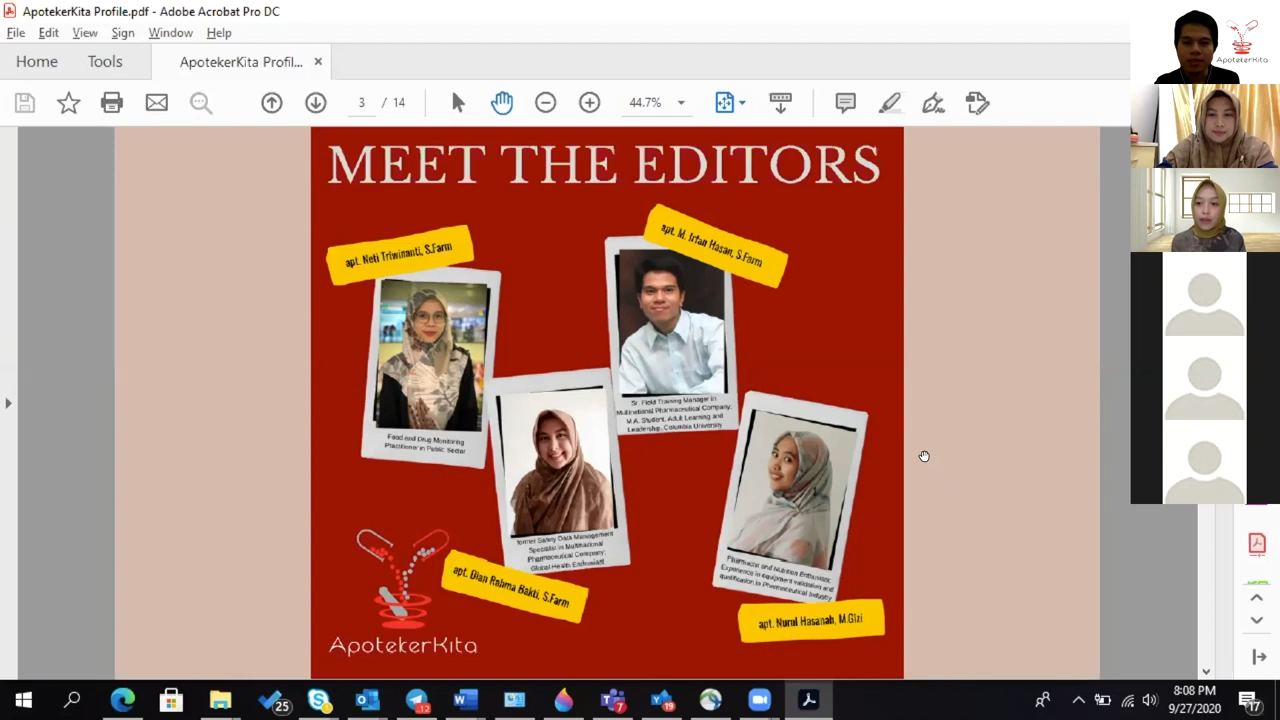 ApotekerKita Profile.pdf - Adobe Acrobat Pro DC
File Edit View Sign Window Help
Home Tools ApotekerKita Profil... ×
3 / 14 44.7%
MEET THE EDITORS
apt. Neti Triwinanti, S.Farm
apt. M. Irfan Hasan, S.Farm
Food and Drug Monitoring
Practitioner in Public Sector
Sr. Field Training Manager in
Multinational Pharmaceutical Company;
M.A. Student, Adult Learning and
Leadership, Columbia University
former Safety Data Management
Specialist in Multinational
Pharmaceutical Company;
Global Health Enthusiast
Pharmacist and Nutrition Enthusiast;
Experience in equipment validation and
qualification in Pharmaceutical Industry
apt. Dian Rahma Bakti, S.Farm
apt. Nurul Hasanah, M.Gizi
ApotekerKita
ApotekerKita
25
12
7
19
8:08 PM
9/27/2020
17